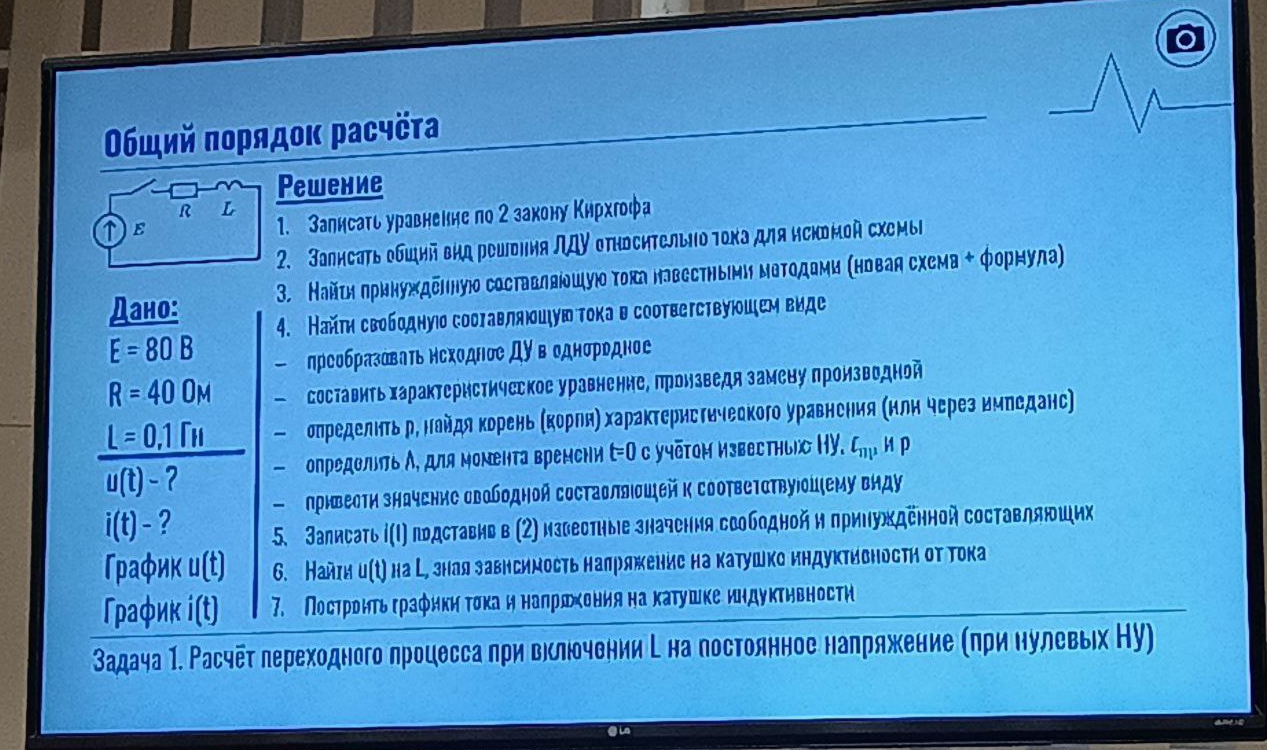 Общий порядок расчёта
R L
E
Дано:
E = 80 В
R = 40 Ом
L = 0,1 Гн
u(t) - ?
i(t) - ?
График u(t)
График i(t)
Решение
1. Записать уравнение по 2 закону Кирхгофа
2. Записать общий вид решения ЛДУ относительно тока для искомой схемы
3. Найти принуждённую составляющую тока известными методами (новая схема + формула)
4. Найти свободную составляющую тока в соответствующем виде
– преобразовать исходное ДУ в однородное
– составить характеристическое уравнение, произведя замену производной
– определить p, найдя корень (корни) характеристического уравнения (или через импеданс)
– определить А, для момента времени t=0 с учётом известных НУ, iпр и p
– привести значение свободной составляющей к соответствующему виду
5. Записать i(t) подставив в (2) известные значения свободной и принуждённой составляющих
6. Найти u(t) на L, зная зависимость напряжение на катушке индуктивности от тока
7. Построить графики тока и напряжения на катушке индуктивности
Задача 1. Расчёт переходного процесса при включении L на постоянное напряжение (при нулевых НУ)
LG